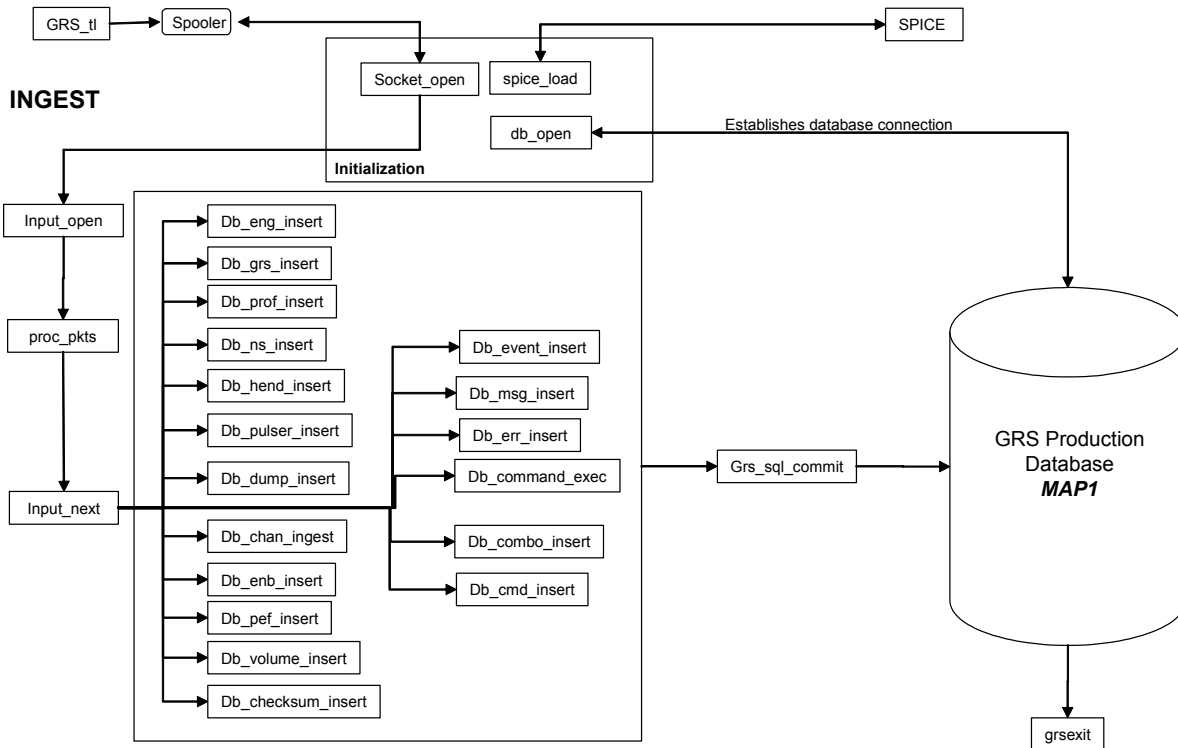 GRS_tl
Spooler
SPICE
Socket_open
spice_load
INGEST
db_open
Establishes database connection
Initialization
Input_open
proc_pkts
Input_next
Db_eng_insert
Db_grs_insert
Db_prof_insert
Db_ns_insert
Db_hend_insert
Db_pulser_insert
Db_dump_insert
Db_chan_ingest
Db_enb_insert
Db_pef_insert
Db_volume_insert
Db_checksum_insert
Db_event_insert
Db_msg_insert
Db_err_insert
Db_command_exec
Db_combo_insert
Db_cmd_insert
Grs_sql_commit
GRS Production
Database
MAP1
grsexit